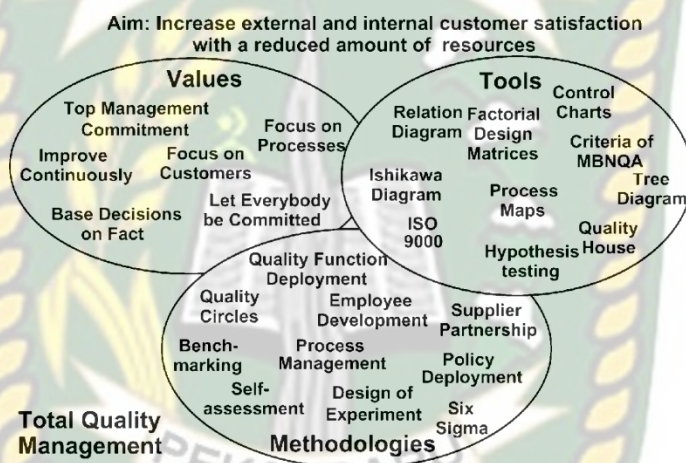 Aim: Increase external and internal customer satisfaction
with a reduced amount of resources
Values
Top Management
Commitment
Focus on
Processes
Improve
Continuously
Focus on
Customers
Let Everybody
be Committed
Base Decisions
on Fact
Tools
Control
Charts
Relation
Diagram
Factorial
Design
Matrices
Criteria of
MBNQA
Tree
Diagram
Ishikawa
Diagram
Process
Maps
ISO
9000
Quality
House
Hypothesis
testing
Quality Function
Deployment
Quality
Circles
Employee
Development
Supplier
Partnership
Bench-
marking
Process
Management
Policy
Deployment
Self-
assessment
Design of
Experiment
Six
Sigma
Methodologies
Total Quality
Management